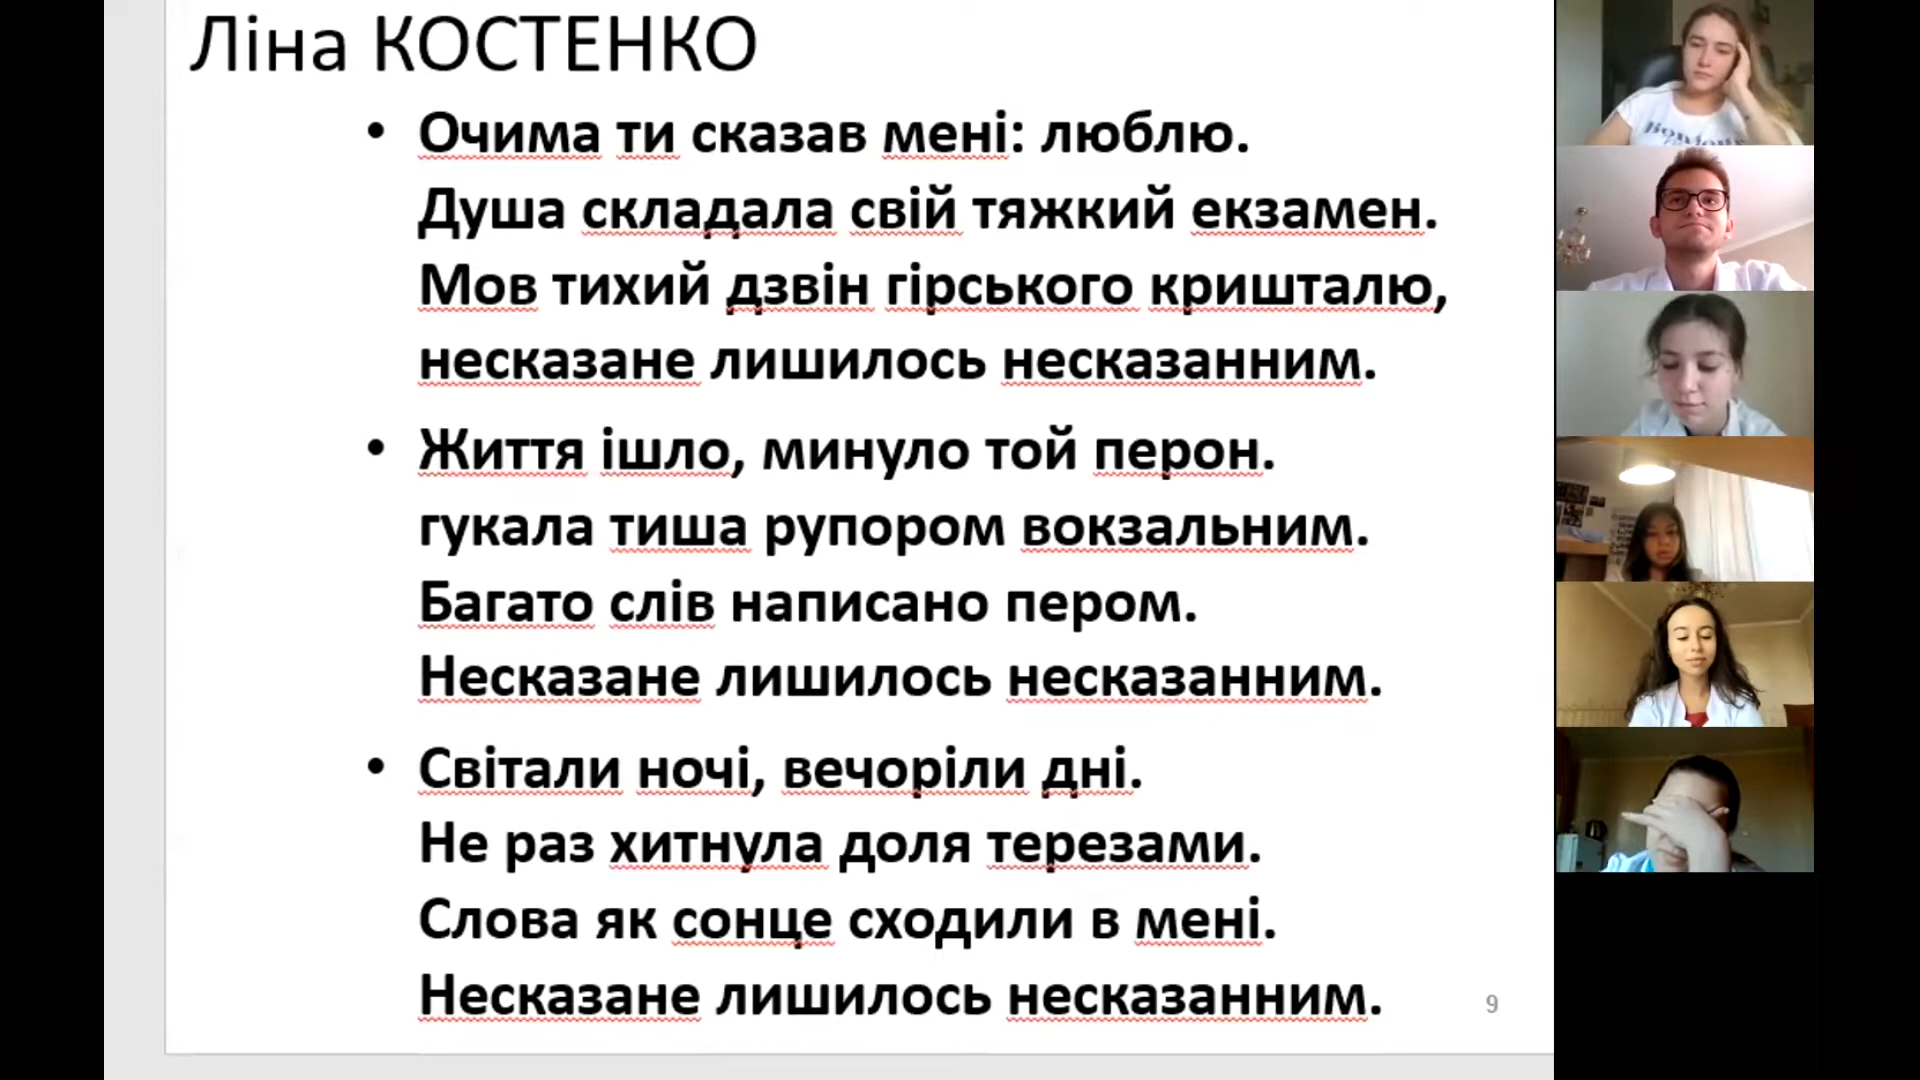 Ліна КОСТЕНКО
• Очима ти сказав мені: люблю.
Душа складала свій тяжкий екзамен.
Мов тихий дзвін гірського кришталю,
несказане лишилось несказанним.
• Життя ішло, минуло той перон.
гукала тиша рупором вокзальним.
Багато слів написано пером.
Несказане лишилось несказанним.
• Світали ночі, вечоріли дні.
Не раз хитнула доля терезами.
Слова як сонце сходили в мені.
Несказане лишилось несказанним.
9